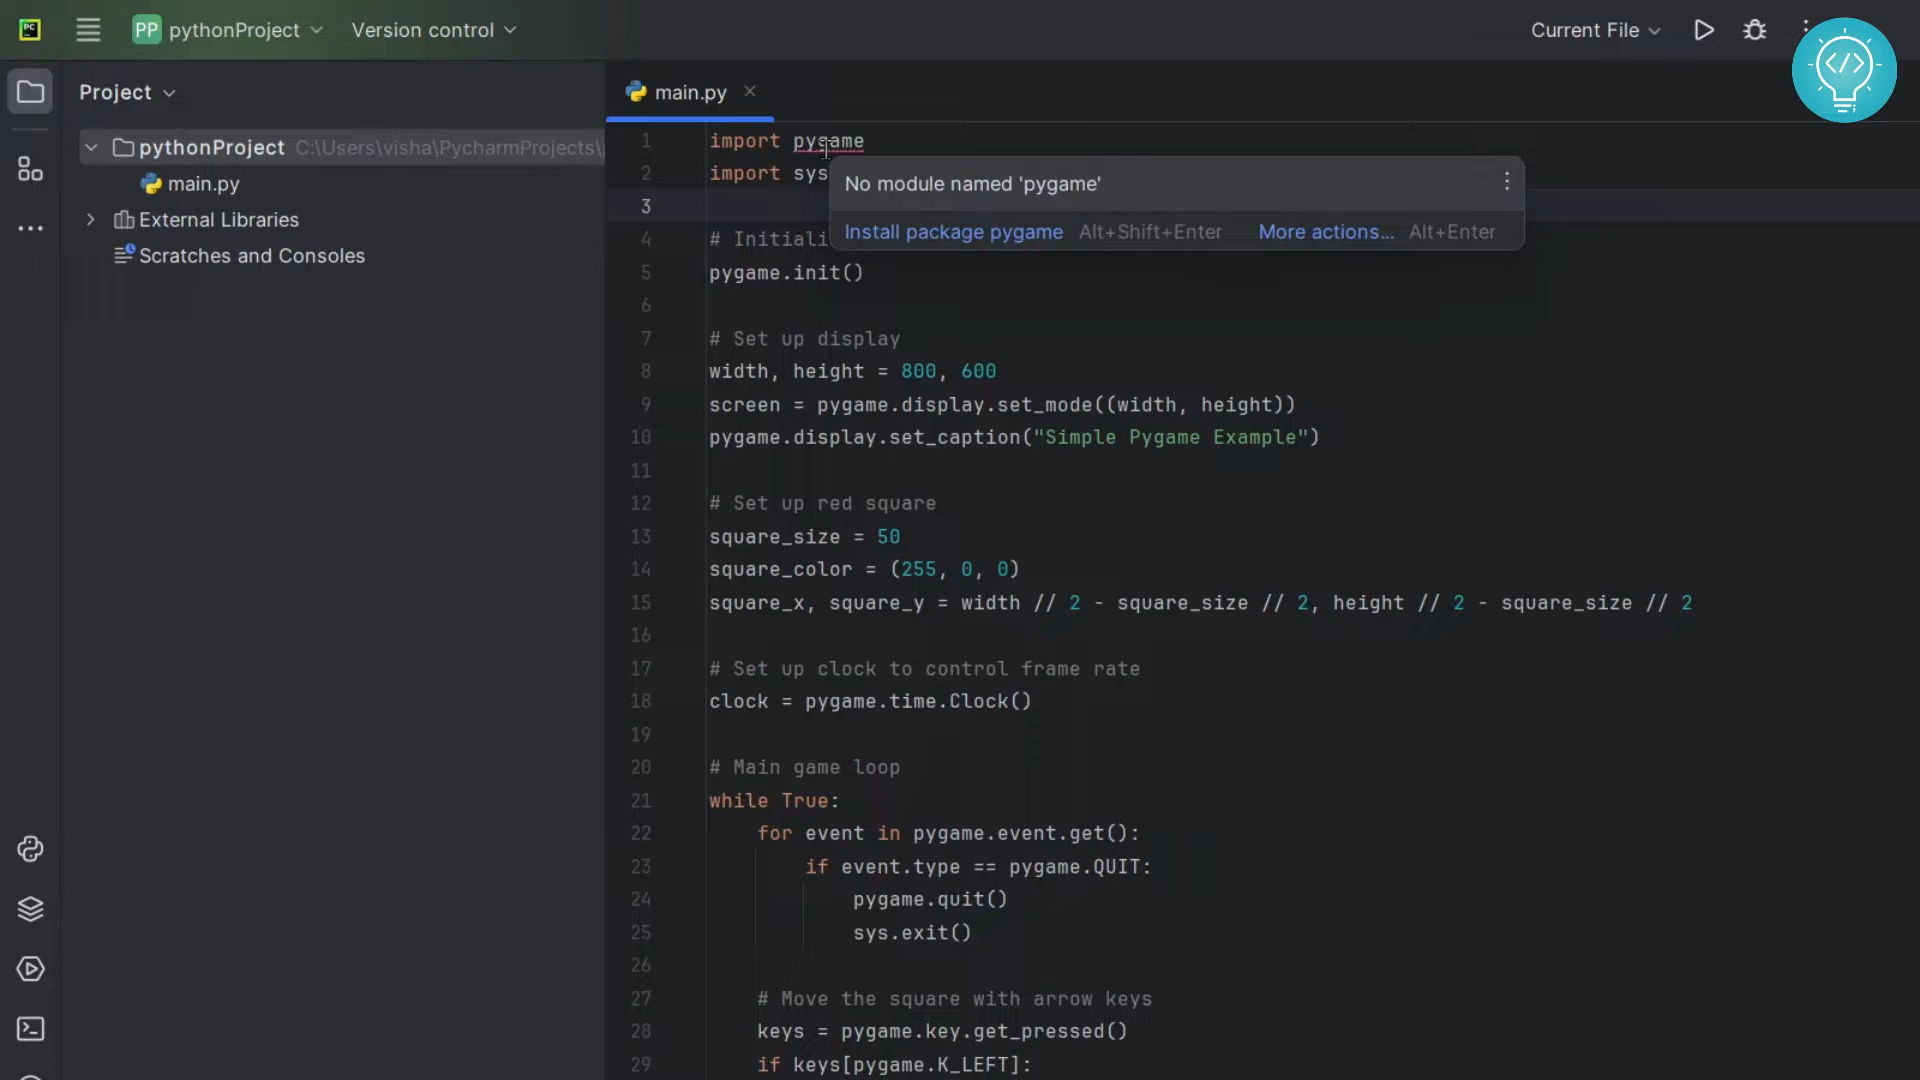 PC
PP pythonProject
Version control
Current File
</>
Project
main.py
pythonProject C:\Users\visha\PycharmProjects\
main.py
External Libraries
Scratches and Consoles
1 import pygame
2 import sys
3
4 # Initiali
5 pygame.init()
6
7 # Set up display
8 width, height = 800, 600
9 screen = pygame.display.set_mode((width, height))
10 pygame.display.set_caption("Simple Pygame Example")
11
12 # Set up red square
13 square_size = 50
14 square_color = (255, 0, 0)
15 square_x, square_y = width // 2 - square_size // 2, height // 2 - square_size // 2
16
17 # Set up clock to control frame rate
18 clock = pygame.time.Clock()
19
20 # Main game loop
21 while True:
22 for event in pygame.event.get():
23 if event.type == pygame.QUIT:
24 pygame.quit()
25 sys.exit()
26
27 # Move the square with arrow keys
28 keys = pygame.key.get_pressed()
29 if keys[pygame.K_LEFT]:
No module named 'pygame'
Install package pygame Alt+Shift+Enter More actions... Alt+Enter